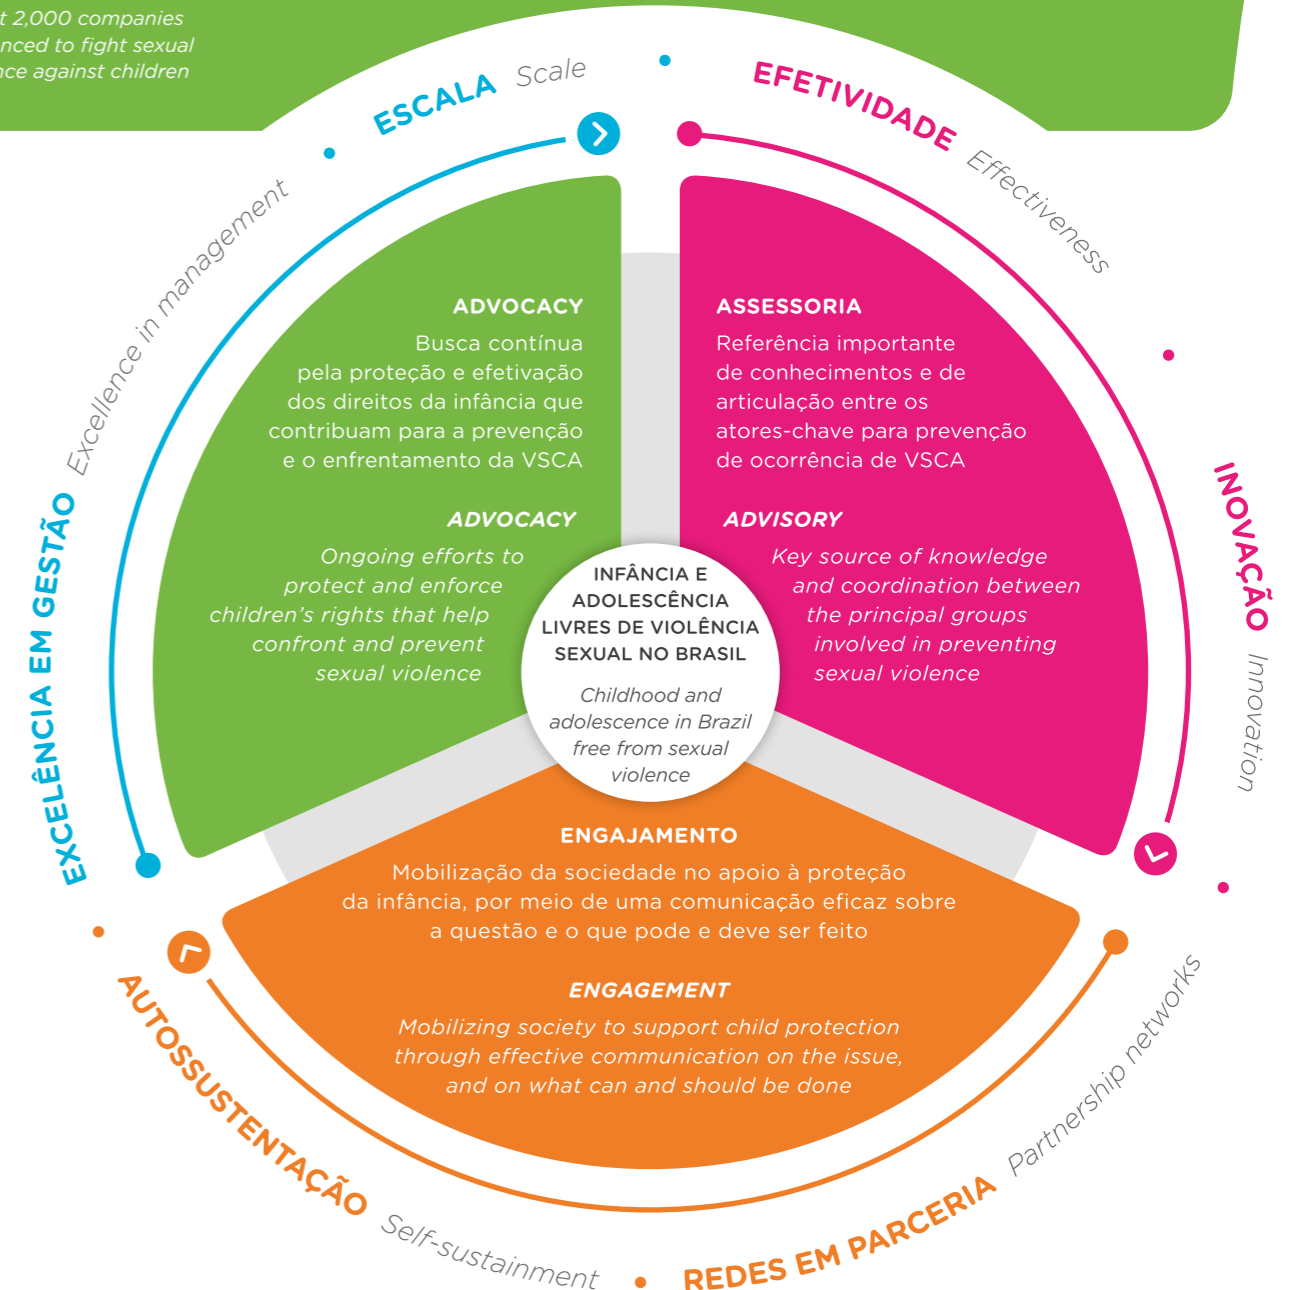 2,000 companies
to fight sexual
against children
ESCALA Scale
EFETIVIDADE Effectiveness
INOVAÇÃO Innovation
REDES EM PARCERIA Partnership networks
AUTOSSUSTENTAÇÃO Self-sustainment
EXCELÊNCIA EM GESTÃO Excellence in management
ADVOCACY
Busca contínua
pela proteção e efetivação
dos direitos da infância que
contribuam para a prevenção
e o enfrentamento da VSCA
ADVOCACY
Ongoing efforts to
protect and enforce
children's rights that help
confront and prevent
sexual violence
ASSESSORIA
Referência importante
de conhecimentos e de
articulação entre os
atores-chave para prevenção
de ocorrência de VSCA
ADVISORY
Key source of knowledge
and coordination between
the principal groups
involved in preventing
sexual violence
INFÂNCIA E
ADOLESCÊNCIA
LIVRES DE VIOLÊNCIA
SEXUAL NO BRASIL
Childhood and
adolescence in Brazil
free from sexual
violence
ENGAJAMENTO
Mobilização da sociedade no apoio à proteção
da infância, por meio de uma comunicação eficaz sobre
a questão e o que pode e deve ser feito
ENGAGEMENT
Mobilizing society to support child protection
through effective communication on the issue,
and on what can and should be done